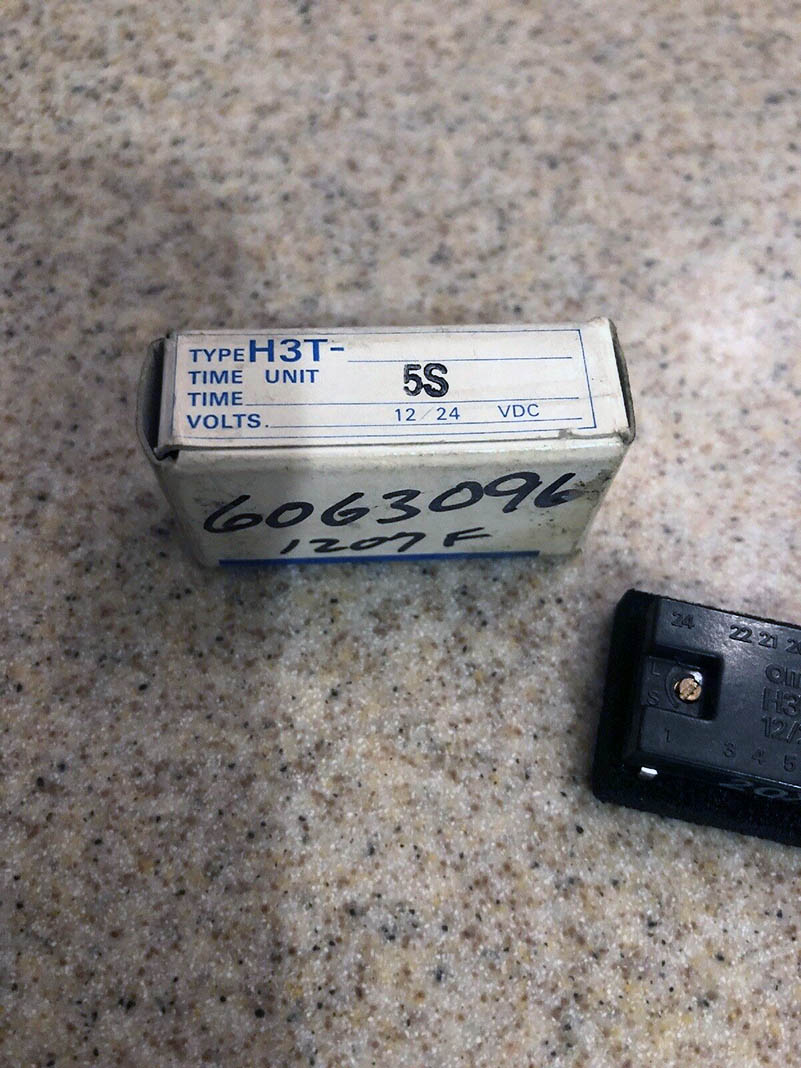 TYPE H3T-
TIME UNIT
TIME 5S
VOLTS. 12/24 VDC
6063096
1207 F
24 22 21
L
S
1 3 4 5